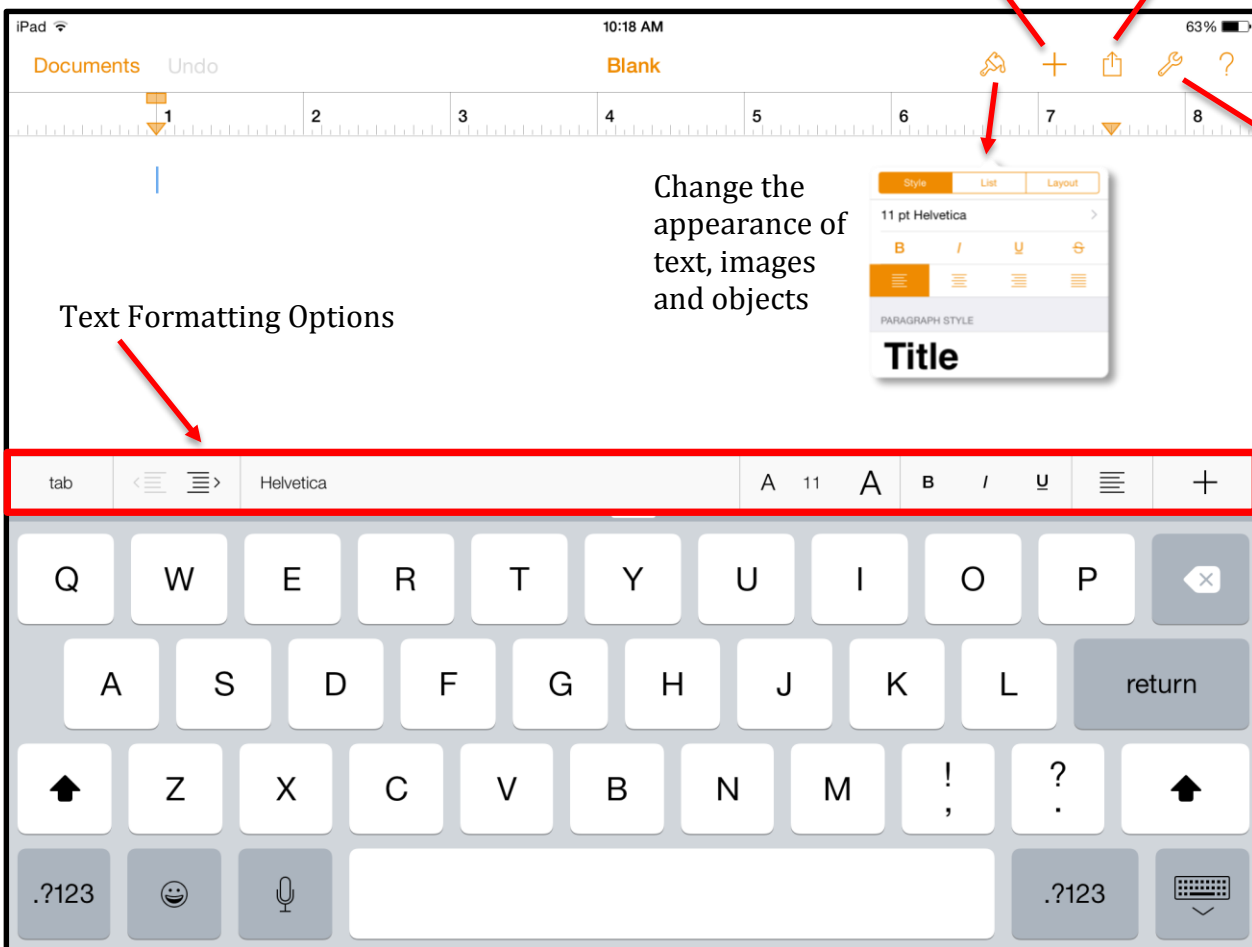 iPad 10:18 AM 63%
Documents Undo Blank ?
1 2 3 4 5 6 7 8
Change the
appearance of
text, images
and objects
Style List Layout
11 pt Helvetica >
B I U S
PARAGRAPH STYLE
Title
Text Formatting Options
tab Helvetica A 11 A B I U +
Q W E R T Y U I O P
A S D F G H J K L return
Z X C V B N M ! ?
, .
.?123 .?123